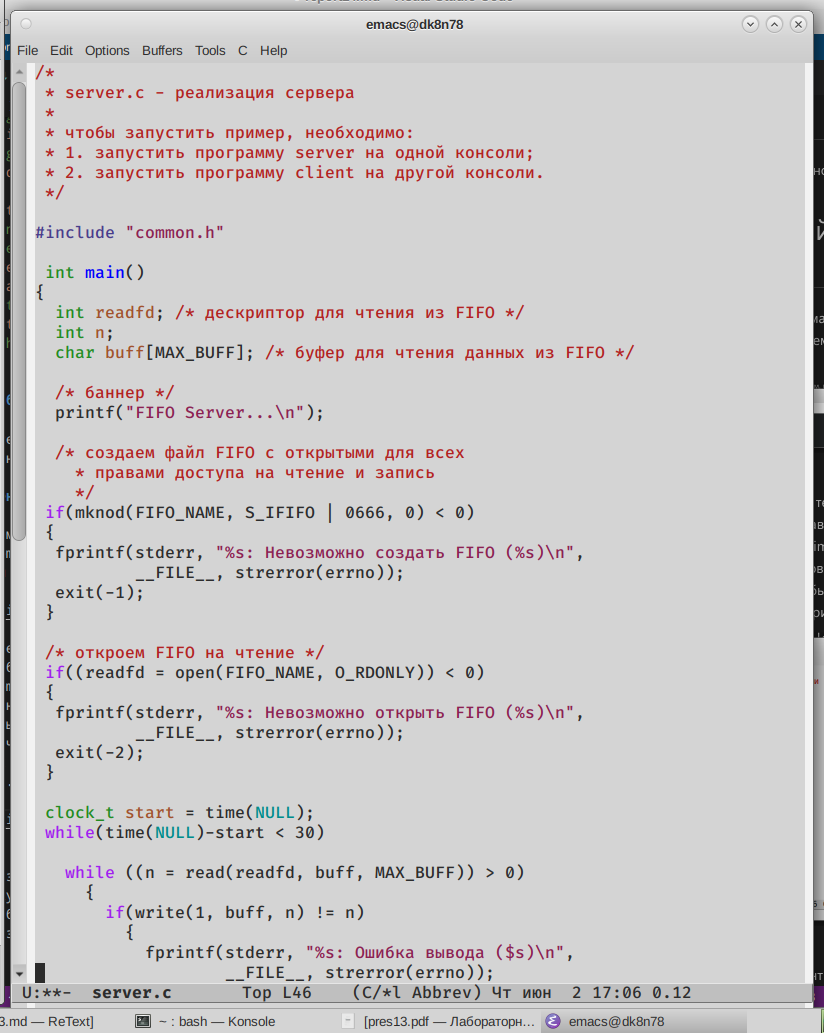 emacs@dk8n78
File Edit Options Buffers Tools C Help
/*
 * server.c - реализация сервера
 *
 * чтобы запустить пример, необходимо:
 * 1. запустить программу server на одной консоли;
 * 2. запустить программу client на другой консоли.
 */
#include "common.h"
 int main()
{
  int readfd; /* дескриптор для чтения из FIFO */
  int n;
  char buff[MAX_BUFF]; /* буфер для чтения данных из FIFO */
  /* баннер */
  printf("FIFO Server...\n");
  /* создаем файл FIFO с открытыми для всех
    * правами доступа на чтение и запись
    */
 if(mknod(FIFO_NAME, S_IFIFO | 0666, 0) < 0)
 {
  fprintf(stderr, "%s: Невозможно создать FIFO (%s)\n",
          __FILE__, strerror(errno));
  exit(-1);
 }
 /* откроем FIFO на чтение */
 if((readfd = open(FIFO_NAME, O_RDONLY)) < 0)
 {
  fprintf(stderr, "%s: Невозможно открыть FIFO (%s)\n",
          __FILE__, strerror(errno));
  exit(-2);
 }
 clock_t start = time(NULL);
 while(time(NULL)-start < 30)
   while ((n = read(readfd, buff, MAX_BUFF)) > 0)
     {
       if(write(1, buff, n) != n)
         {
           fprintf(stderr, "%s: Ошибка вывода ($s)\n",
                   __FILE__, strerror(errno));
U:**-  server.c       Top L46    (C/*l Abbrev) Чт июн  2 17:06 0.12
3.md — ReText] ~ : bash — Konsole [pres13.pdf — Лабораторн... emacs@dk8n78